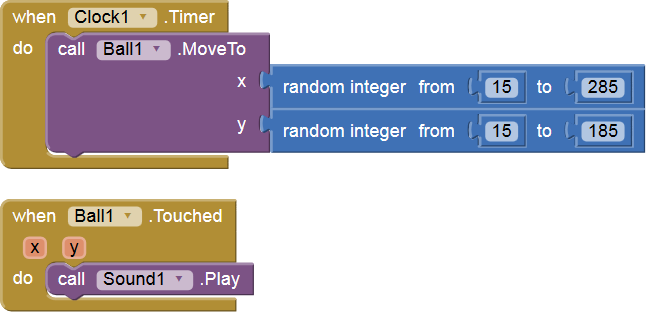 when Clock1 .Timer
do call Ball1 .MoveTo
x random integer from 15 to 285
y random integer from 15 to 185
when Ball1 .Touched
x y
do call Sound1 .Play